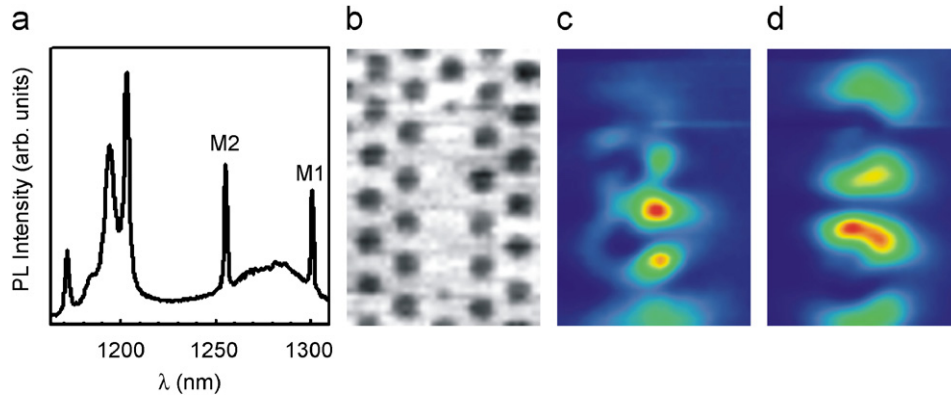 a
b
c
d
PL Intensity (arb. units)
M2
M1
1200
1250
1300
λ (nm)